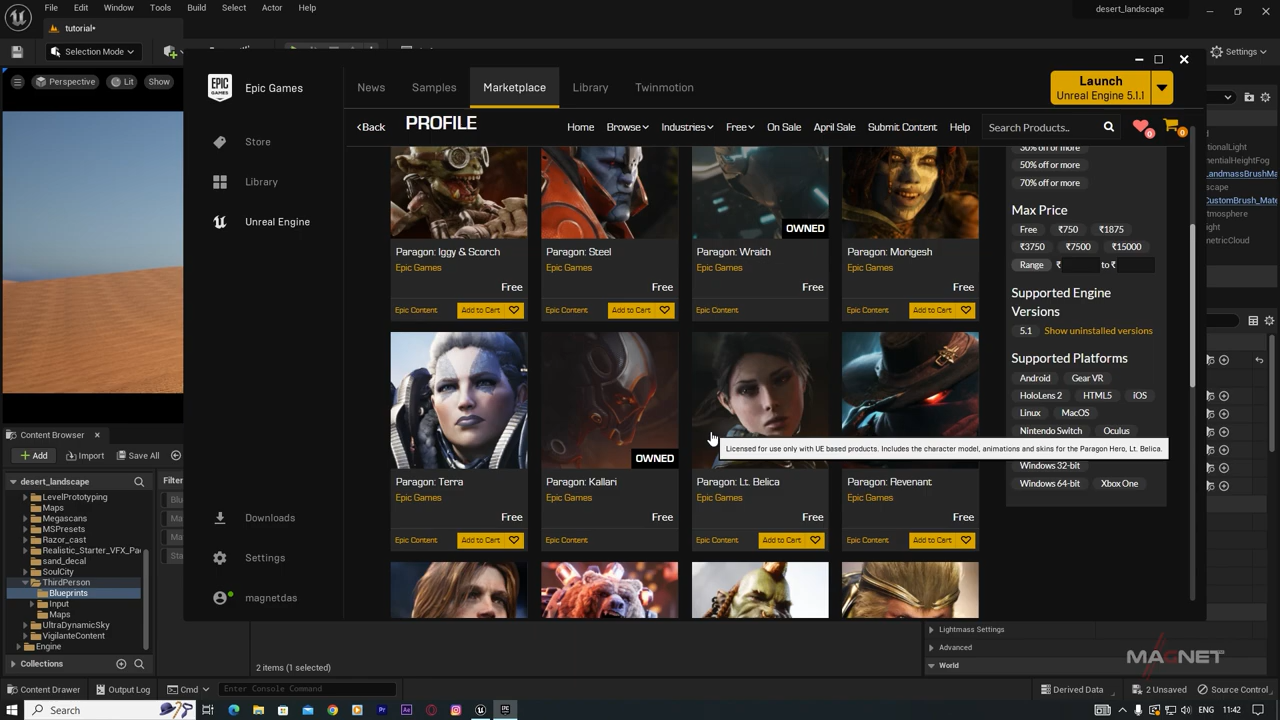 File Edit Window Tools Build Select Actor Help
desert_landscape
tutorial*
Selection Mode
Settings
Perspective Lit Show
EPIC GAMES
Epic Games
News Samples Marketplace Library Twinmotion
Launch
Unreal Engine 5.1.1
<Back
PROFILE
Home Browse Industries Free On Sale April Sale Submit Content Help
Search Products..
0
0
Store
Library
Unreal Engine
Downloads
Settings
magnetdas
OWNED
Paragon: Iggy & Scorch
Epic Games
Free
Epic Content Add to Cart
Paragon: Steel
Epic Games
Free
Epic Content Add to Cart
Paragon: Wraith
Epic Games
Free
Epic Content
Paragon: Morigesh
Epic Games
Free
Epic Content Add to Cart
Paragon: Terra
Epic Games
Free
Epic Content Add to Cart
OWNED
Paragon: Kallari
Epic Games
Free
Epic Content
Paragon: Lt. Belica
Epic Games
Free
Epic Content Add to Cart
Paragon: Revenant
Epic Games
Free
Epic Content Add to Cart
Licensed for use only with UE based products. Includes the character model, animations and skins for the Paragon Hero, Lt. Belica.
30% off or more
50% off or more
70% off or more
Max Price
Free ₹750 ₹1875
₹3750 ₹7500 ₹15000
Range ₹ to ₹
Supported Engine
Versions
5.1 Show uninstalled versions
Supported Platforms
Android Gear VR
HoloLens 2 HTML5 iOS
Linux MacOS
Nintendo Switch Oculus
Windows 32-bit
Windows 64-bit Xbox One
Content Browser
Add Import Save All
desert_landscape
LevelPrototyping
Maps
Megascans
MSPresets
Razor_cast
Realistic_Starter_VFX_Pa
sand_decal
SoulCity
ThirdPerson
Blueprints
Input
Maps
UltraDynamicSky
VigilanteContent
Engine
Collections
Filter
2 items (1 selected)
Lightmass Settings
Advanced
World
MAGNET
Content Drawer Output Log Cmd Enter Console Command
Derived Data 2 Unsaved Source Control
Search
Pr Ae
ENG 11:42